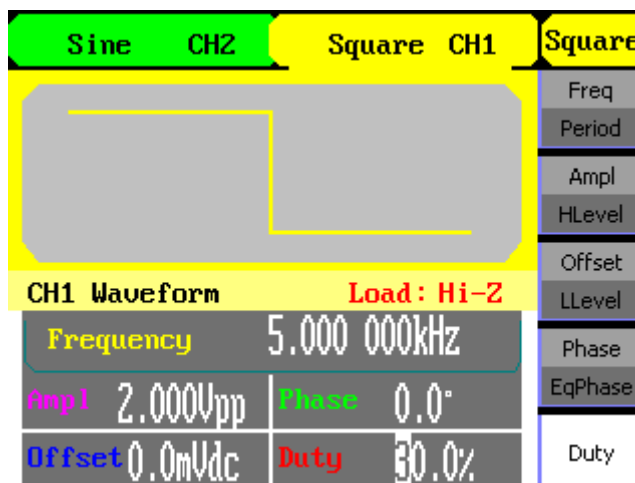 Sine CH2 Square CH1 Square
Freq
Period
Ampl
HLevel
Offset
LLevel
Phase
EqPhase
Duty
CH1 Waveform Load: Hi-Z
Frequency 5.000 000kHz
Ampl 2.000Vpp Phase 0.0°
Offset 0.0mVdc Duty 30.0%